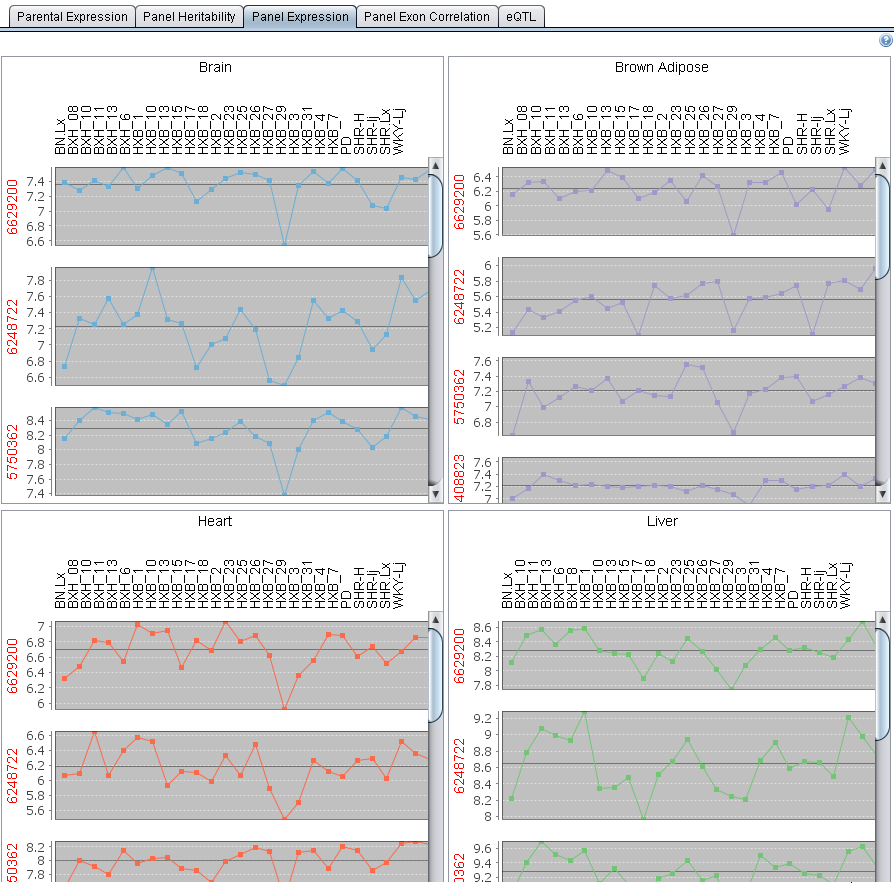 Parental Expression
Panel Heritability
Panel Expression
Panel Exon Correlation
eQTL
?
Brain
BN.Lx
BXH_08
BXH_10
BXH_11
BXH_13
BXH_6
HXB_1
HXB_10
HXB_13
HXB_15
HXB_17
HXB_18
HXB_2
HXB_23
HXB_25
HXB_26
HXB_27
HXB_29
HXB_3
HXB_31
HXB_4
HXB_7
PD
SHR-H
SHR-Ij
SHR.Lx
WKY-Lj
6629200
7.4
7.2
7
6.8
6.6
6248722
7.8
7.6
7.4
7.2
7
6.8
6.6
5750362
8.4
8.2
8
7.8
7.6
7.4
Brown Adipose
BN.Lx
BXH_08
BXH_10
BXH_11
BXH_13
BXH_6
HXB_1
HXB_10
HXB_13
HXB_15
HXB_17
HXB_18
HXB_2
HXB_23
HXB_25
HXB_26
HXB_27
HXB_29
HXB_3
HXB_4
HXB_7
PD
SHR-H
SHR-Ij
SHR.Lx
WKY-Lj
6629200
6.4
6.2
6
5.8
5.6
6248722
6
5.8
5.6
5.4
5.2
5750362
7.6
7.4
7.2
7
6.8
408823
7.6
7.4
7.2
7
Heart
BN.Lx
BXH_08
BXH_10
BXH_11
BXH_13
BXH_6
HXB_1
HXB_10
HXB_13
HXB_15
HXB_17
HXB_18
HXB_2
HXB_23
HXB_25
HXB_26
HXB_27
HXB_29
HXB_3
HXB_31
HXB_4
HXB_7
PD
SHR-H
SHR-Ij
SHR.Lx
WKY-Lj
6629200
7
6.8
6.6
6.4
6.2
6
6248722
6.6
6.4
6.2
6
5.8
5.6
50362
8.2
8
7.8
Liver
BN.Lx
BXH_10
BXH_11
BXH_13
BXH_6
BXH_8
HXB_1
HXB_10
HXB_13
HXB_15
HXB_17
HXB_18
HXB_2
HXB_23
HXB_25
HXB_26
HXB_27
HXB_29
HXB_3
HXB_31
HXB_4
HXB_7
PD
SHR-H
SHR-Ij
SHR.Lx
WKY-Lj
6629200
8.6
8.4
8.2
8
7.8
6248722
9.2
9
8.8
8.6
8.4
8.2
8
0362
9.6
9.4
9.2